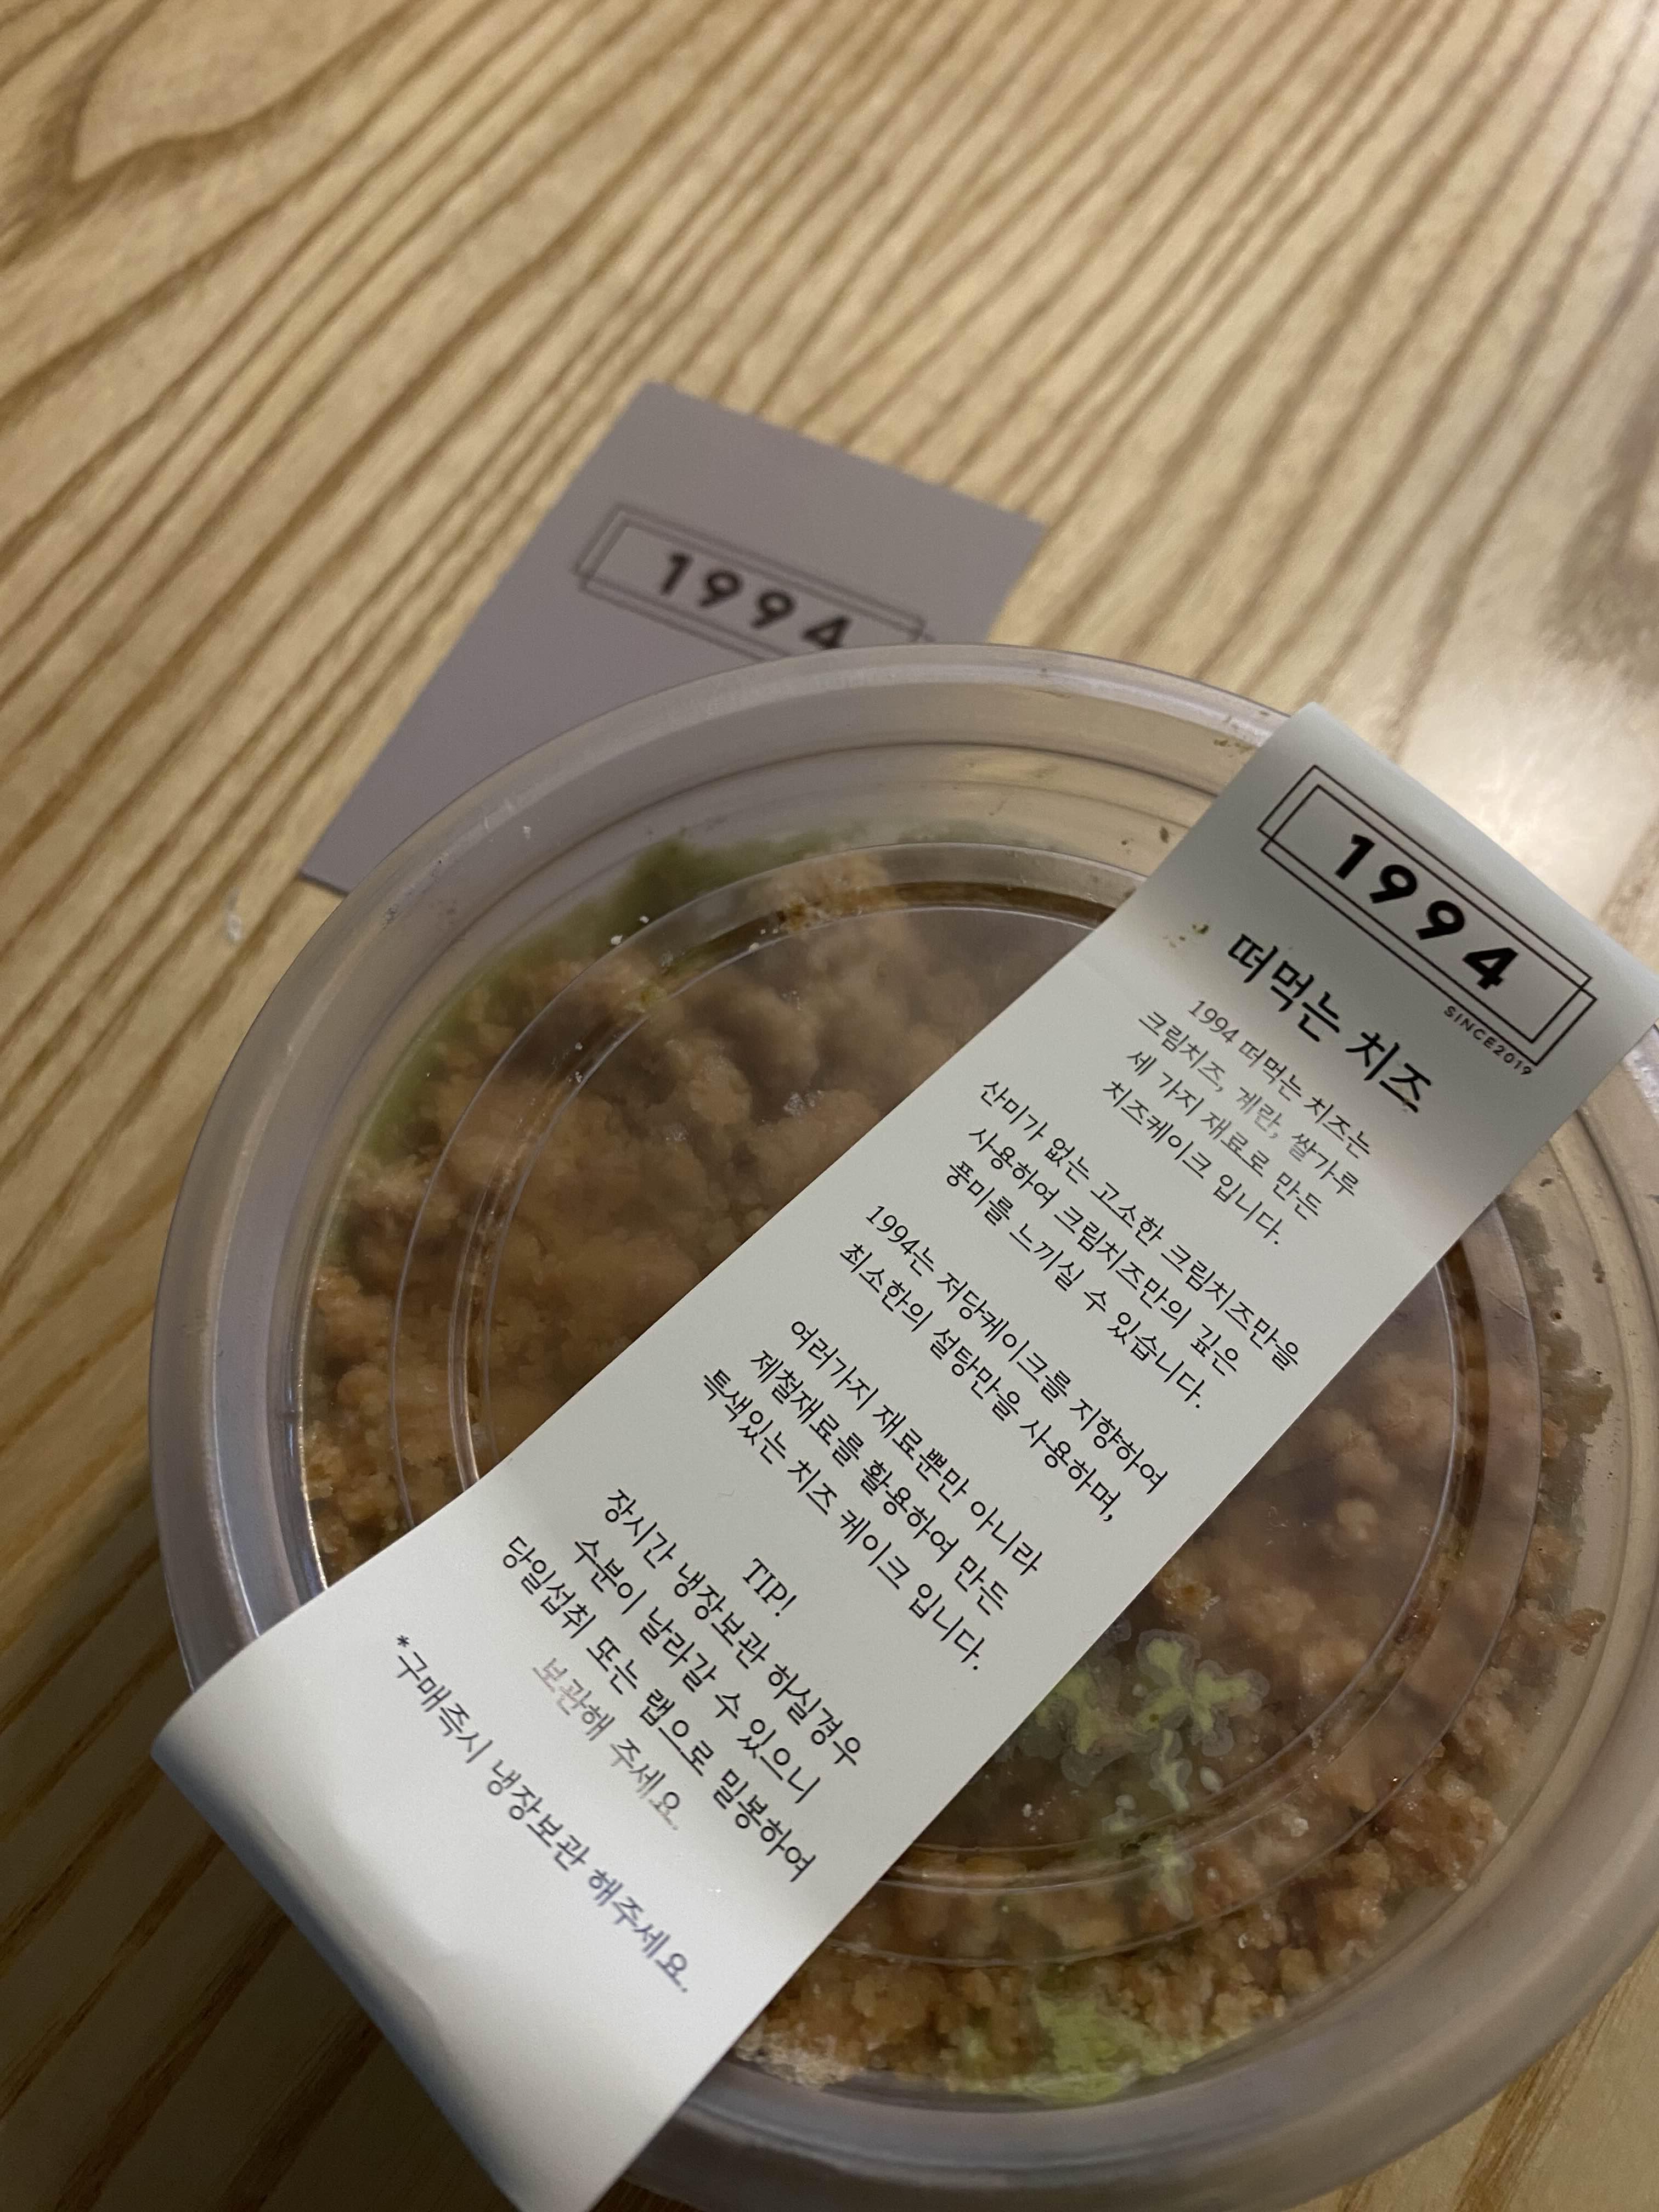 1994
1994
SINCE2019
떠먹는 치즈
1994 떠먹는 치즈는
크림치즈, 계란, 쌀가루
세 가지 재료로 만든
치즈케이크 입니다.
산미가 없는 고소한 크림치즈만을
사용하여 크림치즈만의 깊은
풍미를 느끼실 수 있습니다.
1994는 저당케이크를 지향하여
최소한의 설탕만을 사용하며,
여러가지 재료뿐만 아니라
제철재료를 활용하여 만든
특색있는 치즈 케이크 입니다.
TIP!
장시간 냉장보관 하실경우
수분이 날라갈 수 있으니
당일섭취 또는 랩으로 밀봉하여
보관해 주세요.
*구매즉시 냉장보관 해주세요.